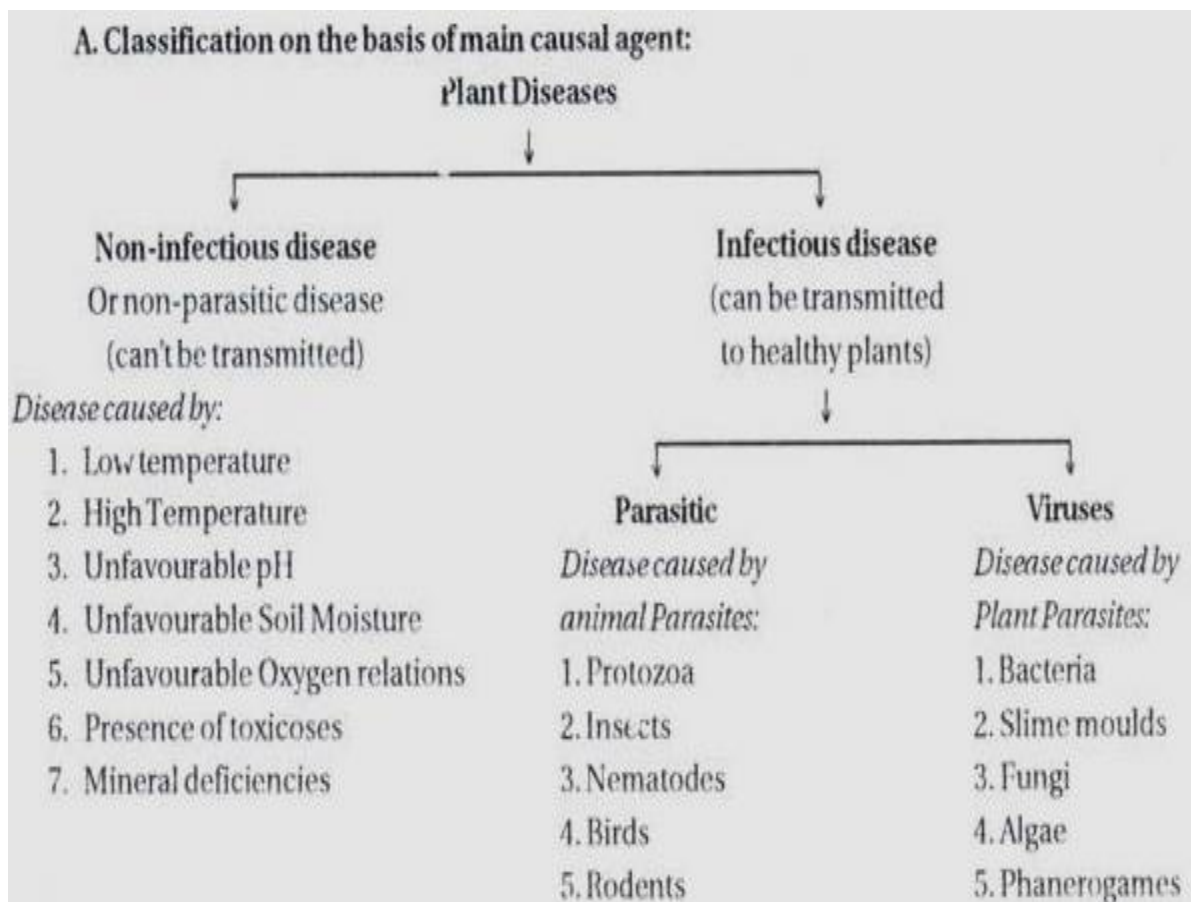 A. Classification on the basis of main causal agent:
Plant Diseases
Non-infectious disease
Or non-parasitic disease
(can't be transmitted)
Disease caused by:
1. Low temperature
2. High Temperature
3. Unfavourable pH
4. Unfavourable Soil Moisture
5. Unfavourable Oxygen relations
6. Presence of toxicoses
7. Mineral deficiencies
Infectious disease
(can be transmitted
to healthy plants)
Parasitic
Disease caused by
animal Parasites:
1. Protozoa
2. Insects
3. Nematodes
4. Birds
5. Rodents
Viruses
Disease caused by
Plant Parasites:
1. Bacteria
2. Slime moulds
3. Fungi
4. Algae
5. Phanerogames